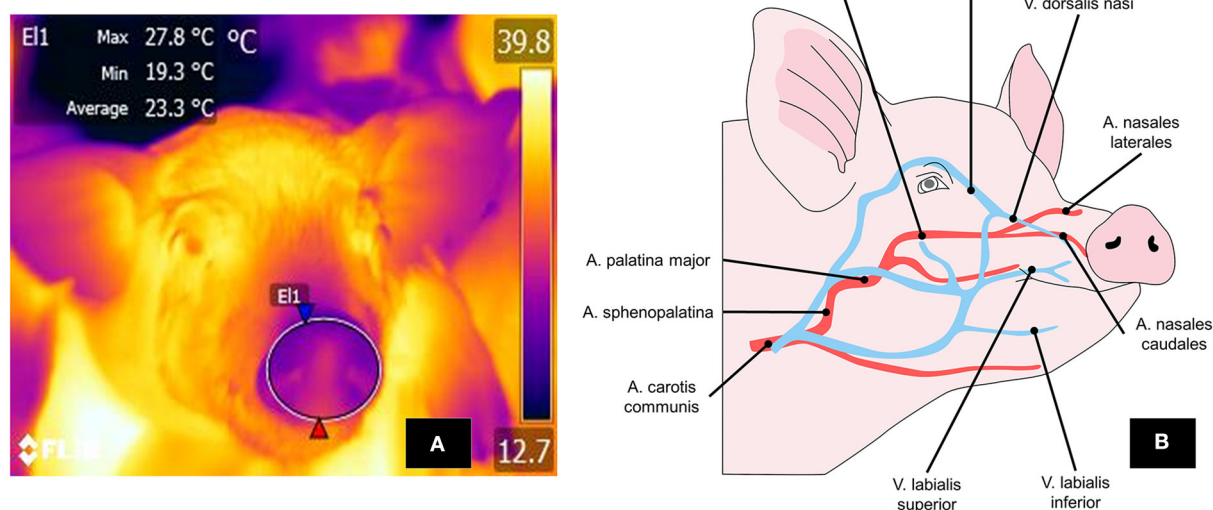 El1 Max 27.8 °C °C
Min 19.3 °C
Average 23.3 °C
39.8
El1
FLIR
12.7
A
V. dorsalis nasi
A. nasales
laterales
A. palatina major
A. sphenopalatina
A. nasales
caudales
A. carotis
communis
V. labialis
superior
V. labialis
inferior
B